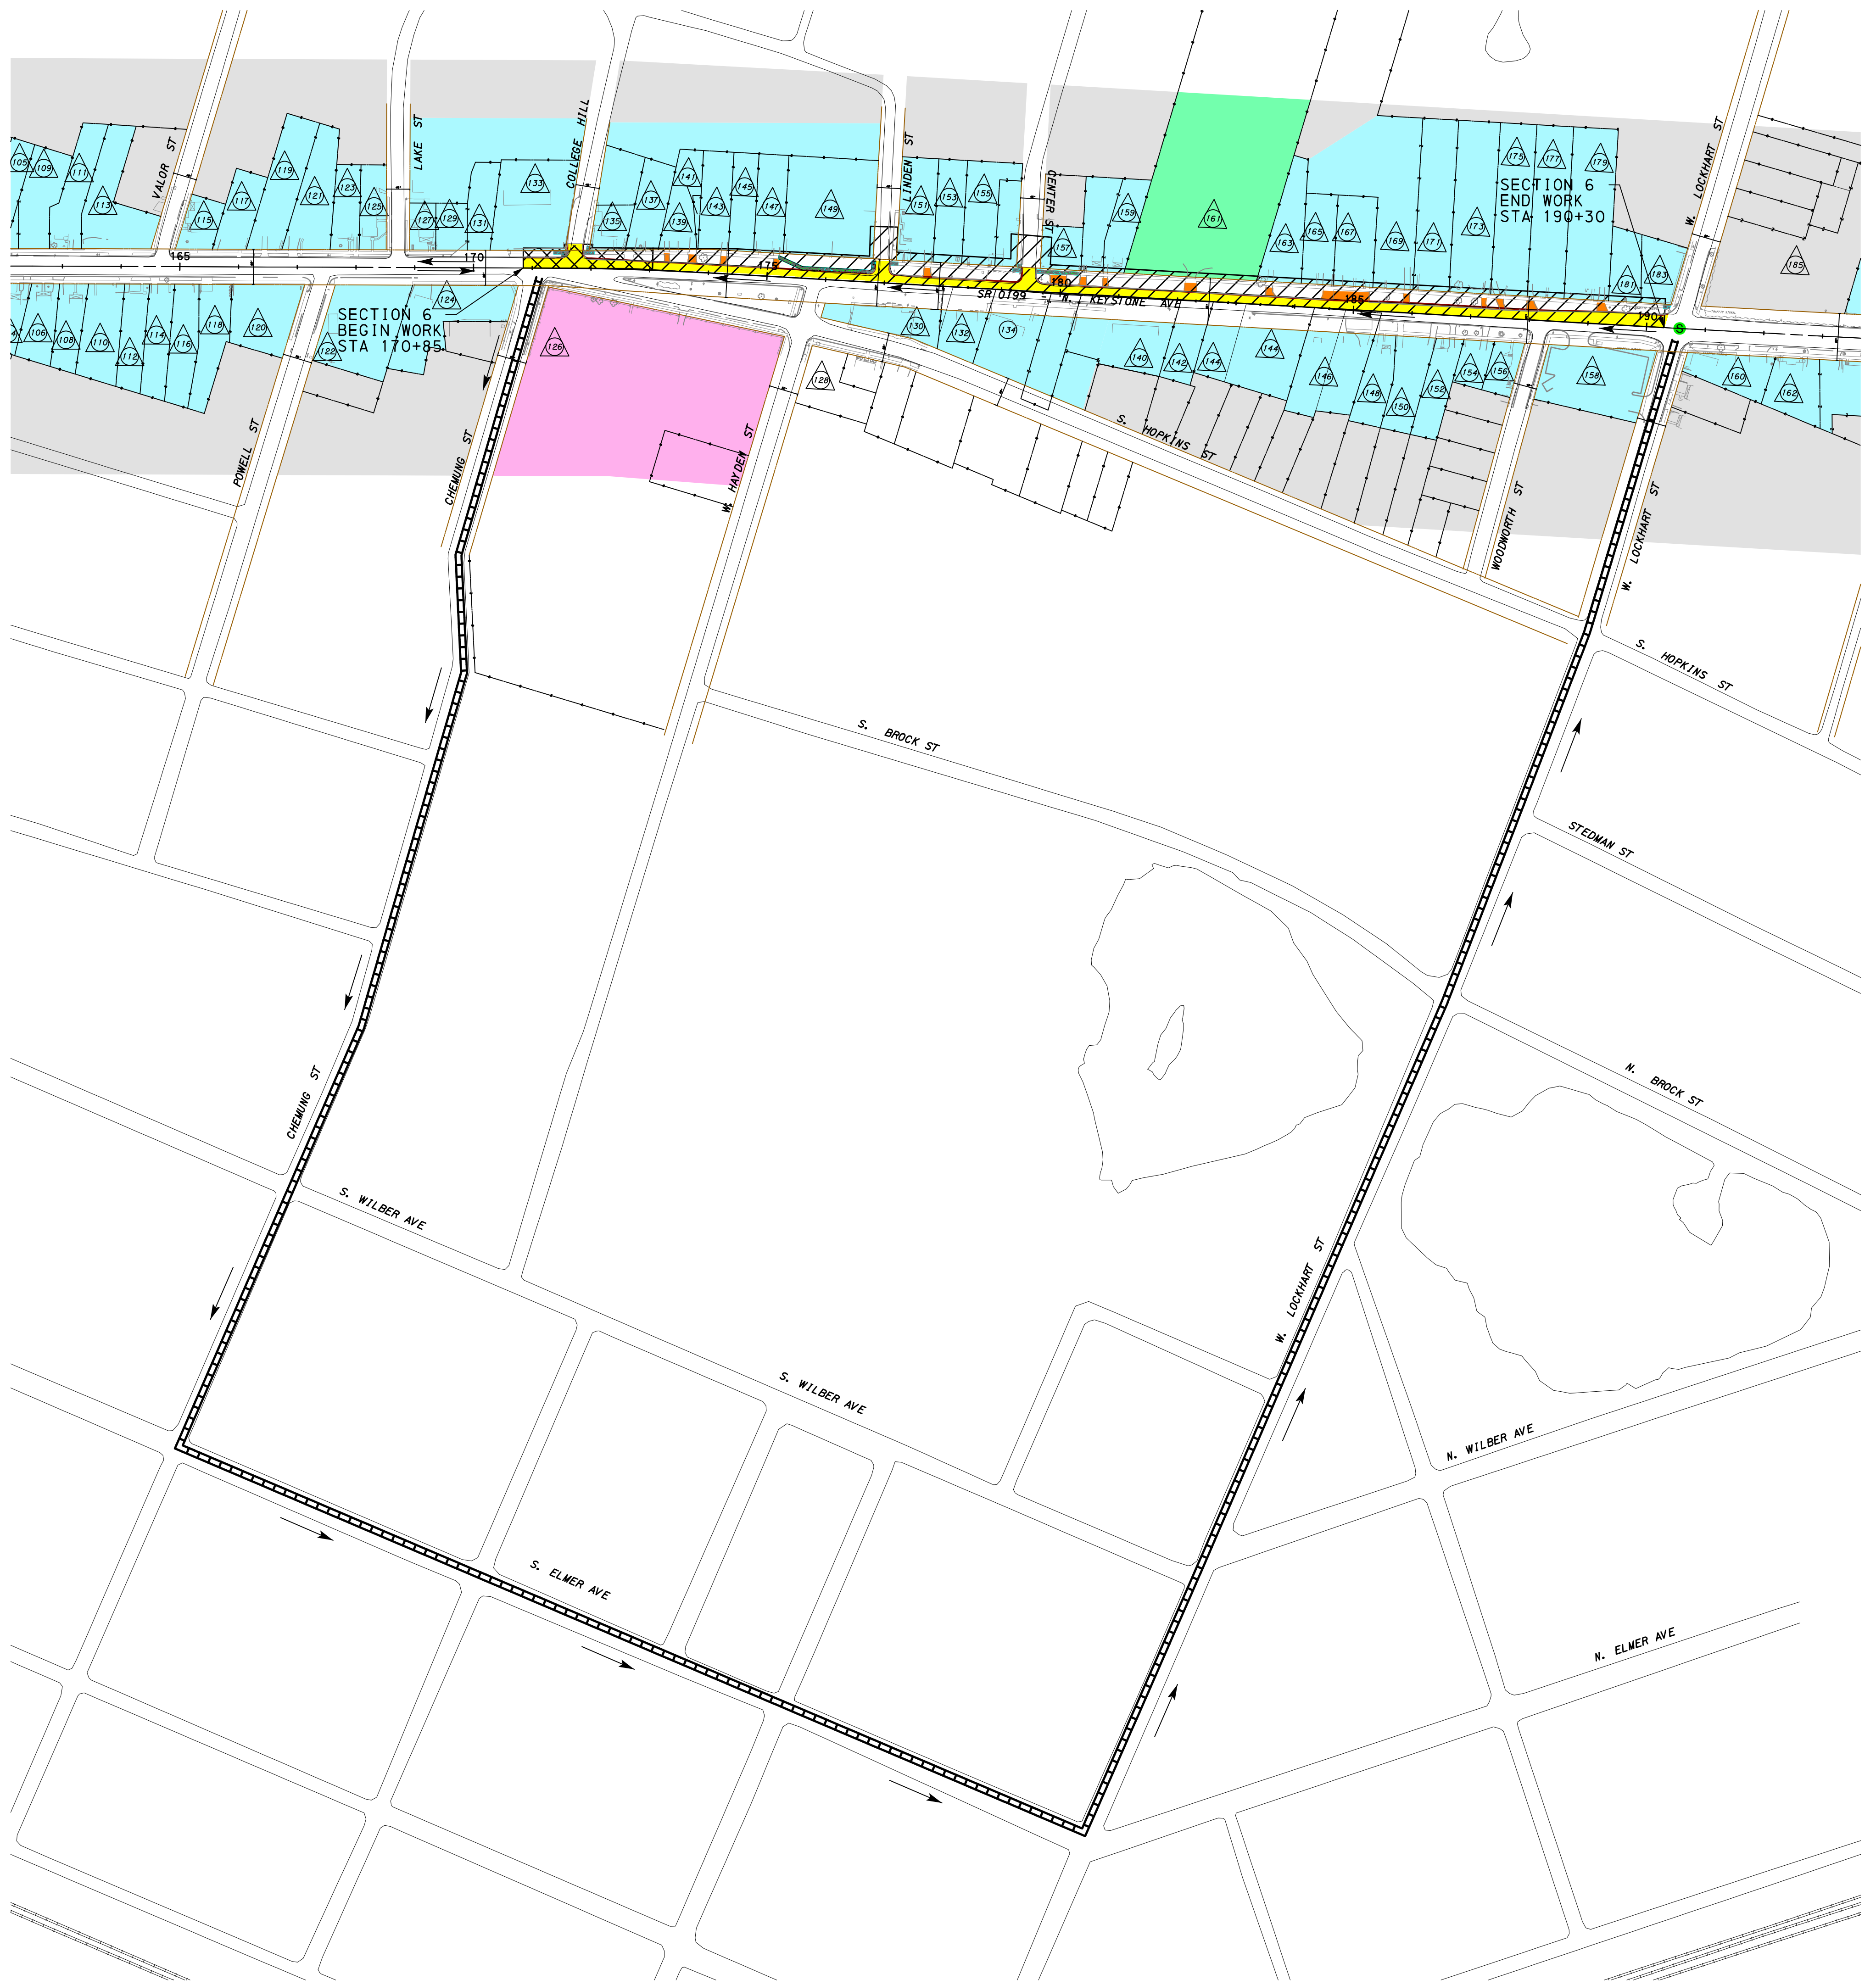 VALOR ST
LAKE ST
COLLEGE HILL
LINDEN ST
CENTER ST
W. LOCKHART ST
105
109
111
113
115
117
119
121
123
125
127
129
131
133
135
137
139
141
143
145
147
149
151
153
155
157
159
161
163
165
167
169
171
173
175
177
179
181
183
185
SECTION 6
END WORK
STA 190+30
165
170
175
180
185
190
S
SR 0199 - N. KEYSTONE AVE
SECTION 6
BEGIN WORK
STA 170+85
106
108
110
112
114
116
118
120
122
124
126
128
130
132
134
140
142
144
144
146
148
150
152
154
156
158
160
162
POWELL ST
CHEMUNG ST
W. HAYDEN ST
S. HOPKINS ST
WOODWORTH ST
W. LOCKHART ST
S. HOPKINS ST
S. BROCK ST
STEDMAN ST
CHEMUNG ST
N. BROCK ST
S. WILBER AVE
W. LOCKHART ST
S. WILBER AVE
N. WILBER AVE
S. ELMER AVE
N. ELMER AVE